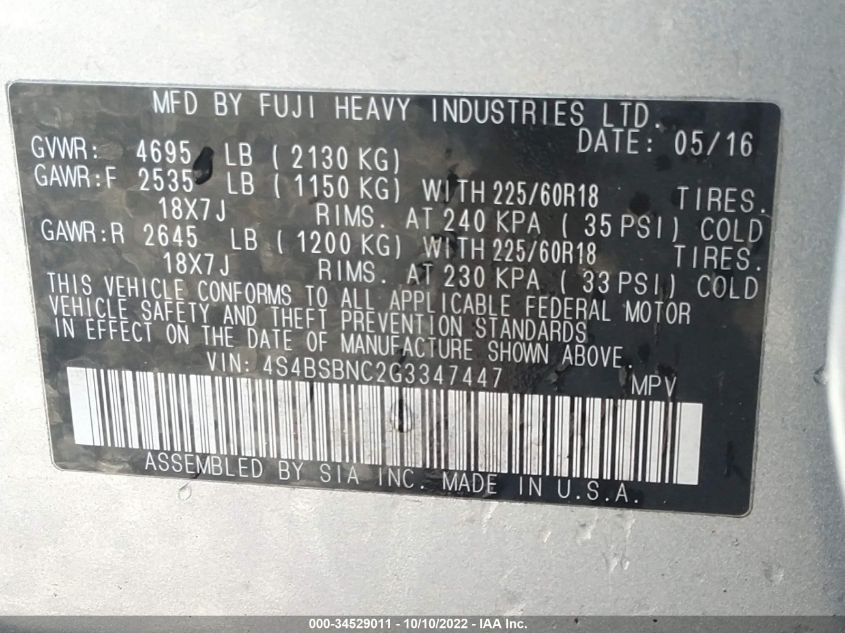 MFD BY FUJI HEAVY INDUSTRIES LTD.
DATE: 05/16
GVWR: 4695 LB ( 2130 KG)
GAWR:F 2535 LB ( 1150 KG) WITH 225/60R18 TIRES.
18X7J RIMS. AT 240 KPA ( 35 PSI) COLD
GAWR:R 2645 LB ( 1200 KG) WITH 225/60R18 TIRES.
18X7J RIMS. AT 230 KPA ( 33 PSI) COLD
THIS VEHICLE CONFORMS TO ALL APPLICABLE FEDERAL MOTOR
VEHICLE SAFETY AND THEFT PREVENTION STANDARDS
IN EFFECT ON THE DATE OF MANUFACTURE SHOWN ABOVE.
VIN: 4S4BSBNC2G3347447 MPV
ASSEMBLED BY SIA INC. MADE IN U.S.A.
000-34529011 - 10/10/2022 - IAA Inc.